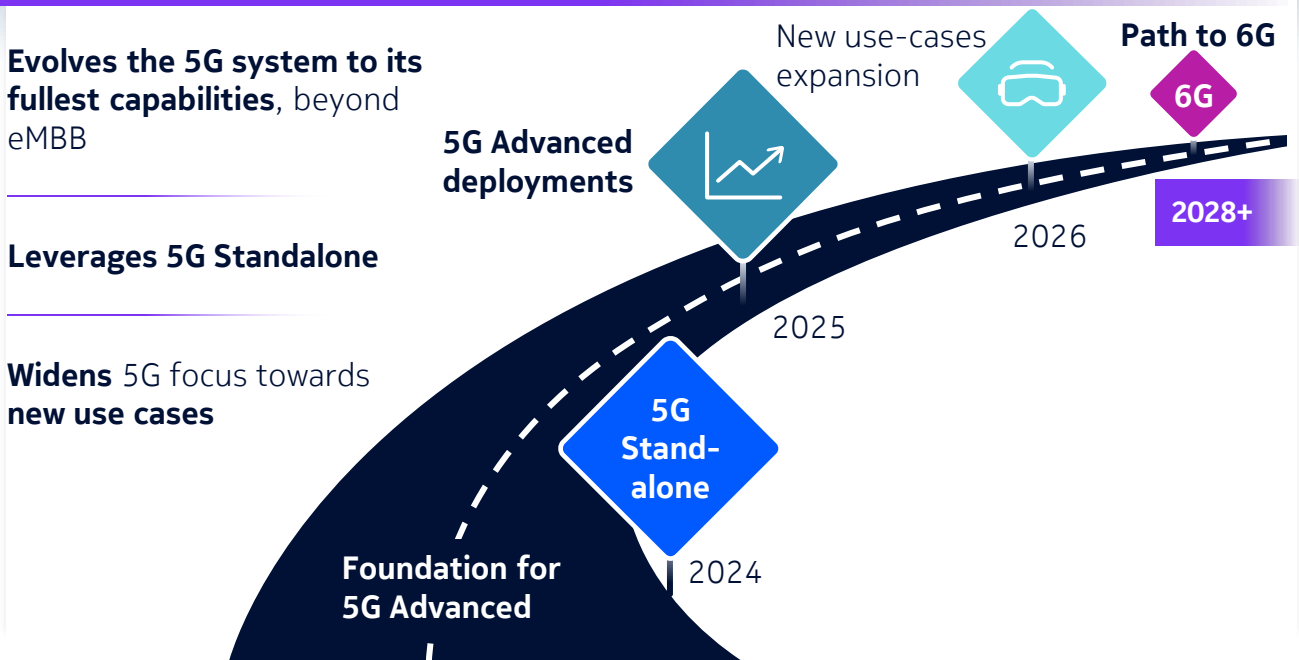 Evolves the 5G system to its
fullest capabilities, beyond
eMBB
Leverages 5G Standalone
Widens 5G focus towards
new use cases
5G Advanced
deployments
New use-cases
expansion
Path to 6G
6G
2028+
2026
2025
5G
Stand-
alone
2024
Foundation for
5G Advanced